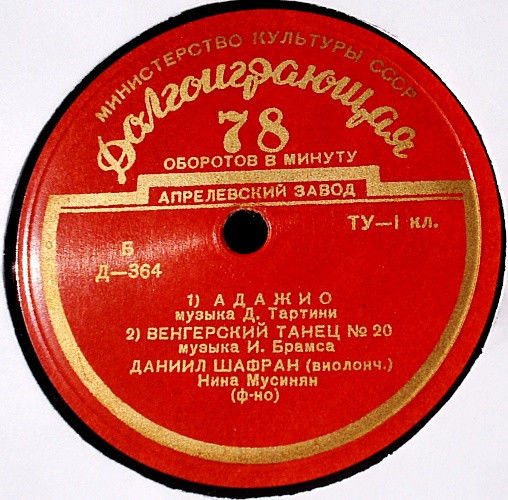 МИНИСТЕРСТВО КУЛЬТУРЫ СССР
Долгоиграющая
78
ОБОРОТОВ В МИНУТУ
АПРЕЛЕВСКИЙ ЗАВОД
ТУ—1 кл.
Б
Д—364
1) АДАЖИО
музыка Д. Тартини
2) ВЕНГЕРСКИЙ ТАНЕЦ № 20
музыка И. Брамса
ДАНИИЛ ШАФРАН (виолонч.)
Нина Мусинян
(ф-но)